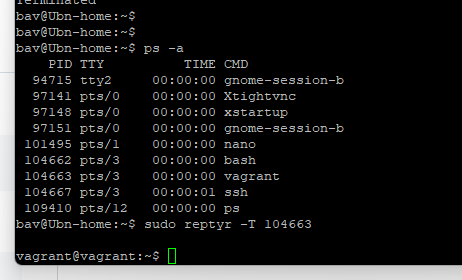 Terminated
bav@Ubn-home:~$
bav@Ubn-home:~$
bav@Ubn-home:~$ ps -a
    PID TTY          TIME CMD
  94715 tty2     00:00:00 gnome-session-b
  97141 pts/0    00:00:00 Xtightvnc
  97148 pts/0    00:00:00 xstartup
  97151 pts/0    00:00:00 gnome-session-b
 101495 pts/1    00:00:00 nano
 104662 pts/3    00:00:00 bash
 104663 pts/3    00:00:00 vagrant
 104667 pts/3    00:00:01 ssh
 109410 pts/12   00:00:00 ps
bav@Ubn-home:~$ sudo reptyr -T 104663
vagrant@vagrant:~$